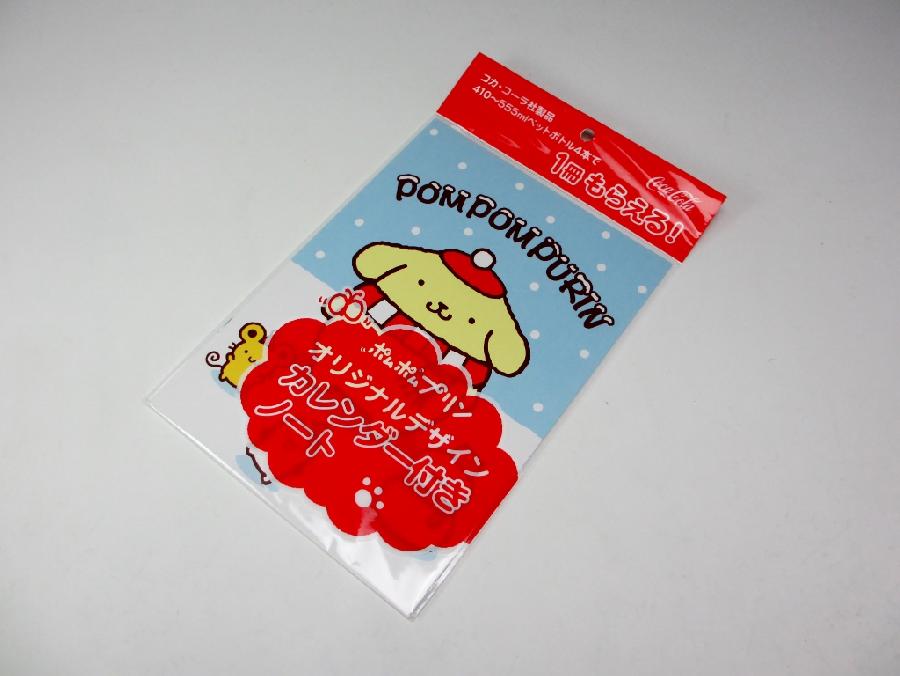 コカ・コーラ社製品
410〜555mlペットボトル4本で
1冊もらえる!
Coca-Cola
POMPOMPURIN
ポムポムプリン
オリジナルデザイン
カレンダー付き
ノート